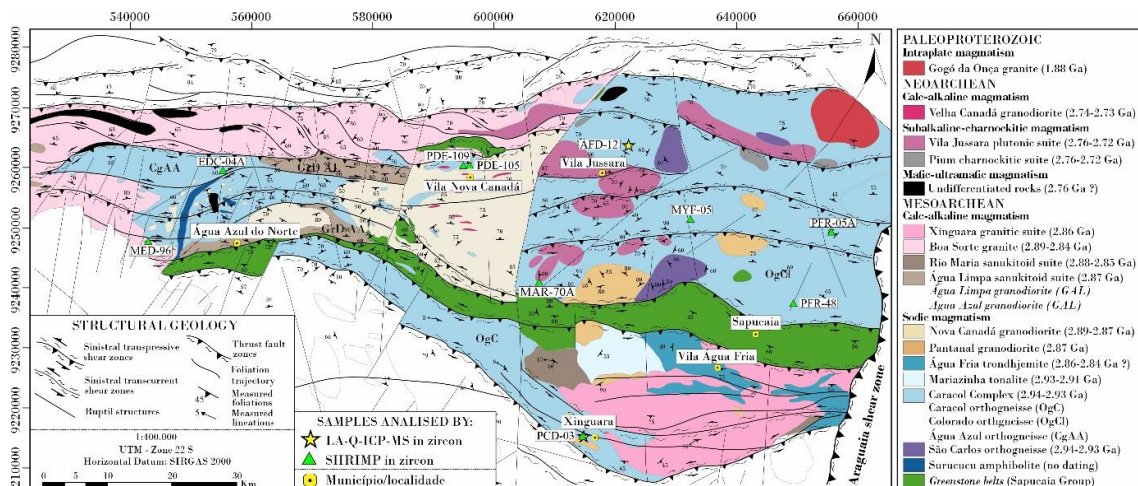 540000 560000 580000 600000 620000 640000 660000
N
9280000
9270000
9260000
9250000
9240000
9230000
9220000
9210000
EDC-04A
CgAA
GrD AL
PDE-109
PDE-105
Vila Nova Canadá
AFD-12
Vila Jussara
MYF-05
PFR-05A
MED-96
Água Azul do Norte
GrDAA
MAR-70A
OgCl
PFR-48
Sapucaia
OgC
Vila Água Fria
Xinguara
PCD-03
Araguaia shear zone
STRUCTURAL GEOLOGY
Sinistral transpressive
shear zones
Sinistral transcurrent
shear zones
Ruptil structures
Thrust fault
zones
Foliation
trajectory
45 Measured
foliations
5 Measured
lineations
1:400.000
UTM - Zone 22 S
Horizontal Datum: SIRGAS 2000
0 10 20 30
Km
SAMPLES ANALISED BY:
LA-Q-ICP-MS in zircon
SHRIMP in zircon
Município/localidade
PALEOPROTEROZOIC
Intraplate magmatism
Gogó da Onça granite (1.88 Ga)
NEOARCHEAN
Calc-alkaline magmatism
Velha Canadá granodiorite (2.74-2.73 Ga)
Subalkaline-charnockitic magmatism
Vila Jussara plutonic suite (2.76-2.72 Ga)
Pium charnockitic suite (2.76-2.72 Ga)
Mafic-ultramafic magmatism
Undifferentiated rocks (2.76 Ga ?)
MESOARCHEAN
Calc-alkaline magmatism
Xinguara granitic suite (2.86 Ga)
Boa Sorte granite (2.89-2.84 Ga)
Rio Maria sanukitoid suite (2.88-2.85 Ga)
Água Limpa sanukitoid suite (2.87 Ga)
Água Limpa granodiorite (GAL)
Água Azul granodiorite (GAL)
Sodic magmatism
Nova Canadá granodiorite (2.89-2.87 Ga)
Pantanal granodiorite (2.87 Ga)
Água Fria trondhjemite (2.86-2.84 Ga ?)
Mariazinha tonalite (2.93-2.91 Ga)
Caracol Complex (2.94-2.93 Ga)
Caracol orthogneisse (OgC)
Colorado orthogneisse (OgCl)
Água Azul orthogneisse (CgAA)
São Carlos orthogneisse (2.94-2.93 Ga)
Surucucu amphibolite (no dating)
Greenstone belts (Sapucaia Group)